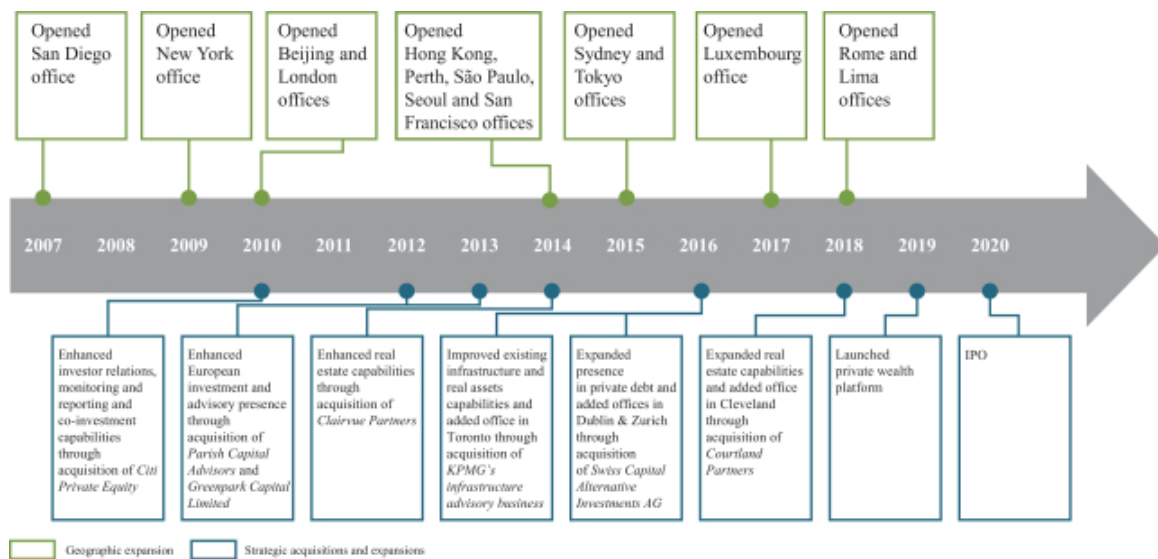 Opened
San Diego
office
Opened
New York
office
Opened
Beijing and
London
offices
Opened
Hong Kong,
Perth, São Paulo,
Seoul and San
Francisco offices
Opened
Sydney and
Tokyo
offices
Opened
Luxembourg
office
Opened
Rome and
Lima
offices
2007 2008 2009 2010 2011 2012 2013 2014 2015 2016 2017 2018 2019 2020
Enhanced
investor relations,
monitoring and
reporting and
co-investment
capabilities
through
acquisition of Citi
Private Equity
Enhanced
European
investment and
advisory presence
through
acquisition of
Parish Capital
Advisors and
Greenpark Capital
Limited
Enhanced real
estate capabilities
through
acquisition of
Clairvue Partners
Improved existing
infrastructure and
real assets
capabilities and
added office in
Toronto through
acquisition of
KPMG's
infrastructure
advisory business
Expanded
presence
in private debt and
added offices in
Dublin & Zurich
through
acquisition
of Swiss Capital
Alternative
Investments AG
Expanded real
estate capabilities
and added office
in Cleveland
through
acquisition of
Courtland
Partners
Launched
private wealth
platform
IPO
Geographic expansion
Strategic acquisitions and expansions